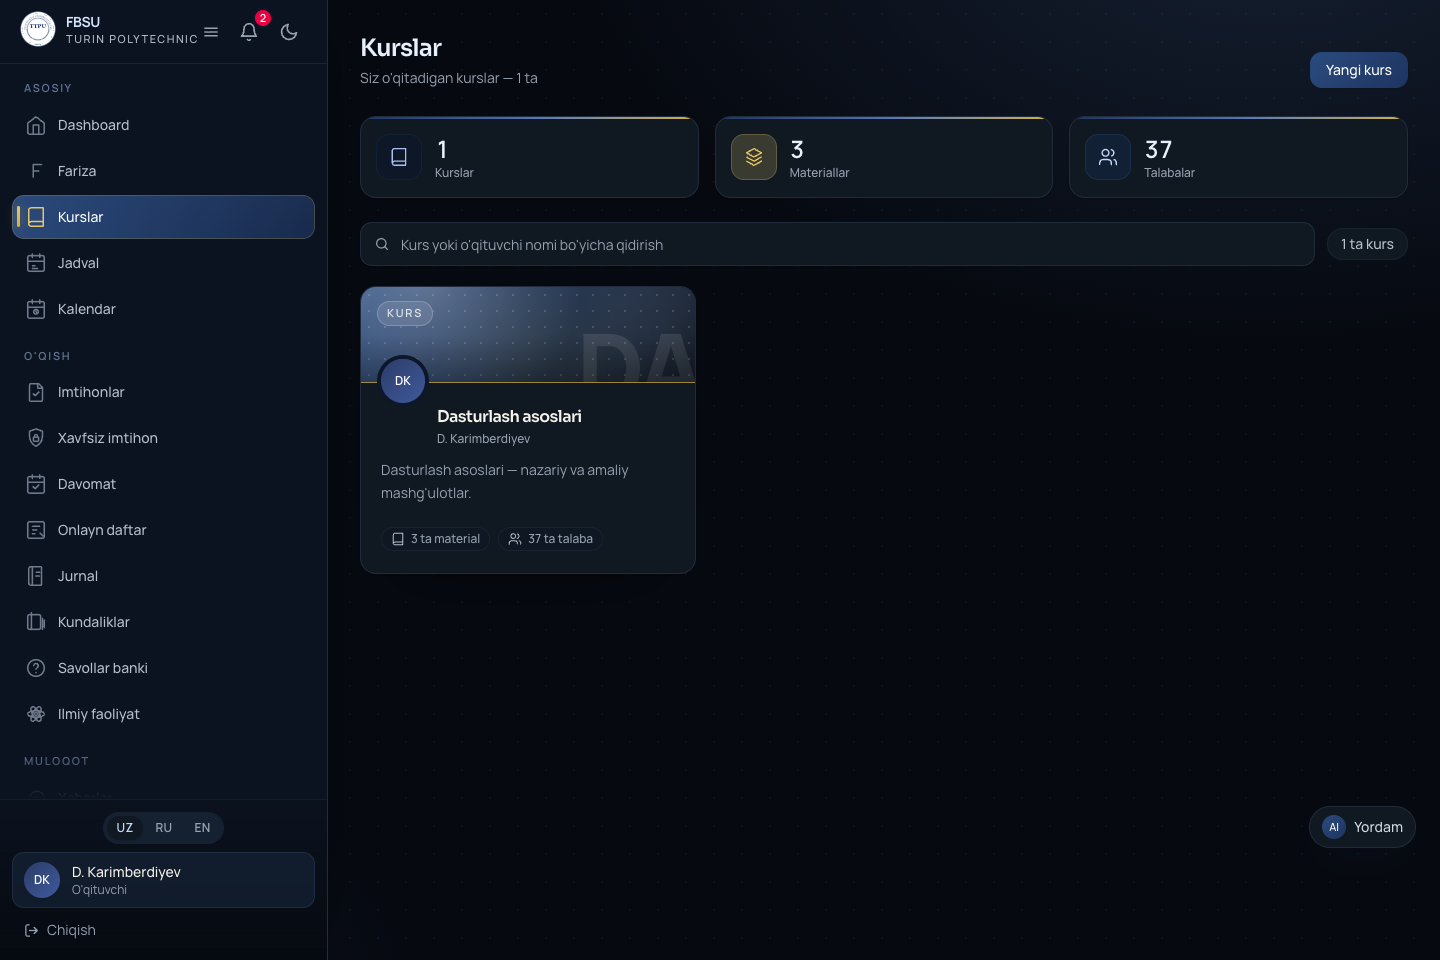 FBSU
TURIN POLYTECHNIC
2
ASOSIY
Dashboard
F Fariza
Kurslar
Jadval
Kalendar
O'QISH
Imtihonlar
Xavfsiz imtihon
Davomat
Onlayn daftar
Jurnal
Kundaliklar
Savollar banki
Ilmiy faoliyat
MULOQOT
UZ RU EN
DK
D. Karimberdiyev
O'qituvchi
Chiqish
Kurslar
Siz o'qitadigan kurslar — 1 ta
Yangi kurs
1
Kurslar
3
Materiallar
37
Talabalar
Kurs yoki o'qituvchi nomi bo'yicha qidirish
1 ta kurs
KURS
DA
DK
Dasturlash asoslari
D. Karimberdiyev
Dasturlash asoslari — nazariy va amaliy
mashg'ulotlar.
3 ta material
37 ta talaba
AI Yordam